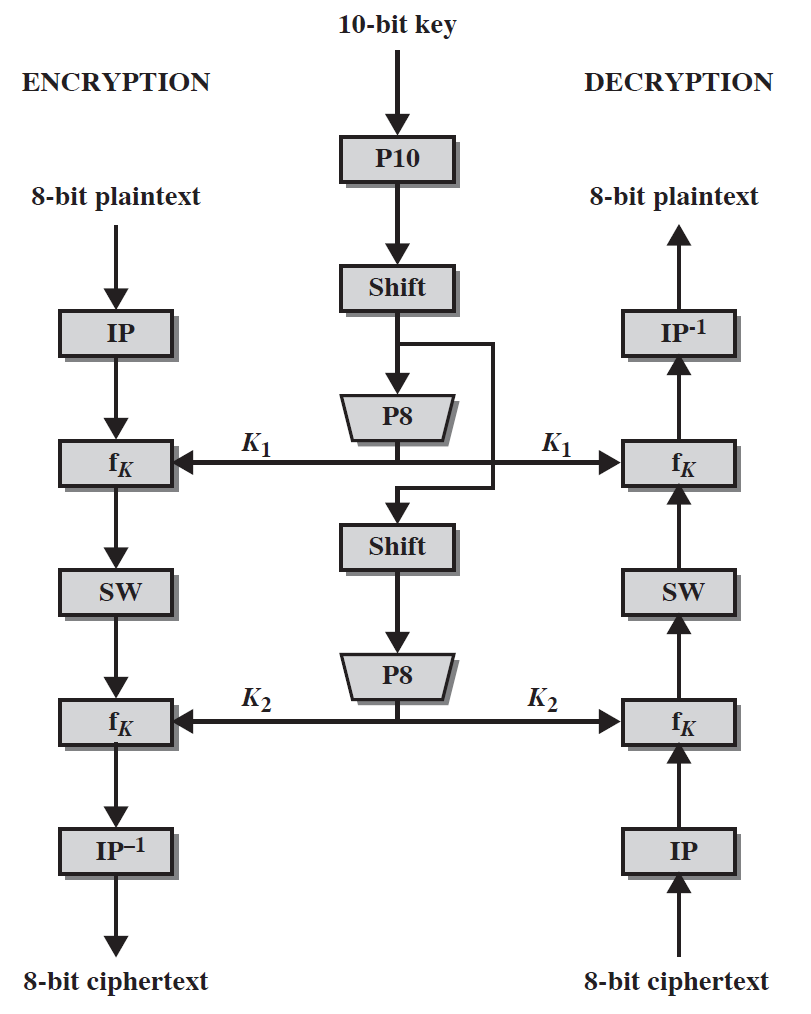 10-bit key
ENCRYPTION
DECRYPTION
P10
8-bit plaintext
8-bit plaintext
Shift
IP
IP-1
P8
K1
K1
fK
fK
Shift
SW
SW
P8
K2
K2
fK
fK
IP–1
IP
8-bit ciphertext
8-bit ciphertext